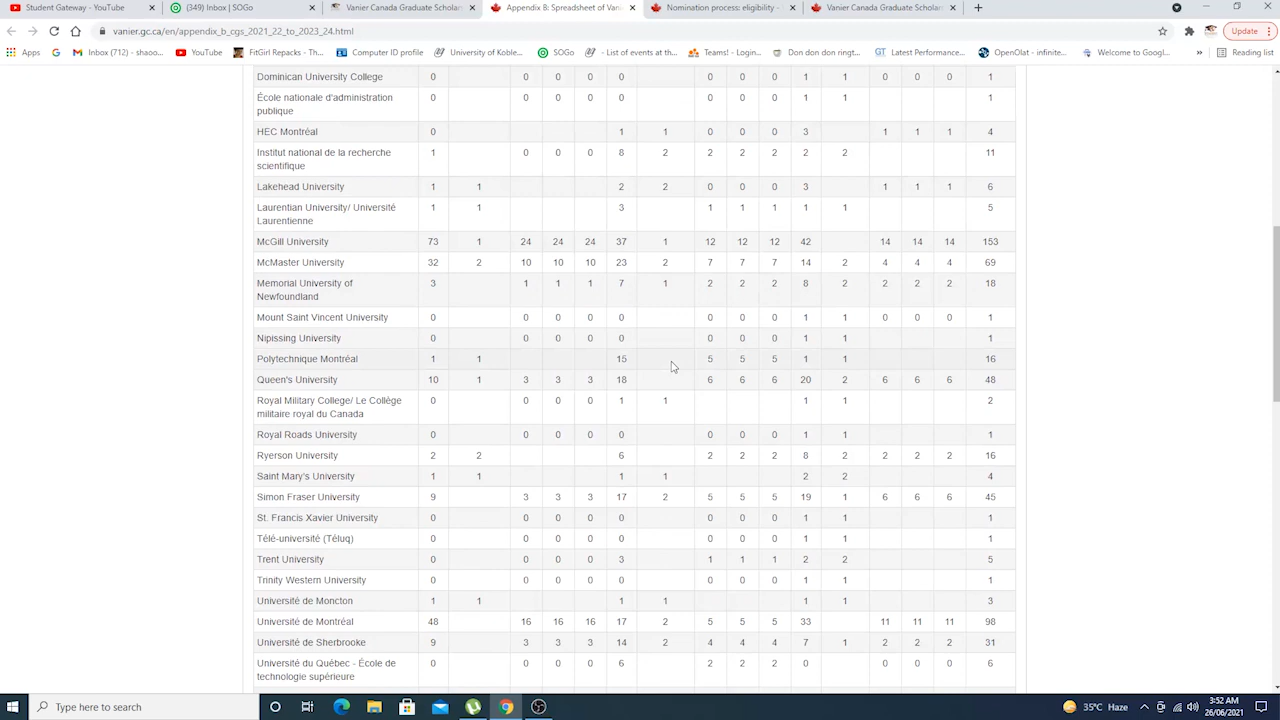 Student Gateway - YouTube
(349) Inbox | SOGo
Vanier Canada Graduate Scholar
Appendix B: Spreadsheet of Van
Nomination process: eligibility -
Vanier Canada Graduate Scholar
vanier.gc.ca/en/appendix_b_cgs_2021_22_to_2023_24.html
Update
Apps
Inbox (712) - shaoo...
YouTube
FitGirl Repacks - Th...
Computer ID profile
University of Koble...
SOGo
- List of events at th...
Teams! - Login...
Don don don ringt...
GT Latest Performance...
OpenOlat - infinite...
Welcome to Googl...
»
Reading list
Dominican University College 0 0 0 0 0 0 0 0 1 1 0 0 0 1
École nationale d'administration 0 0 0 0 0 0 0 0 1 1 1
publique
HEC Montréal 0 1 1 0 0 0 3 1 1 1 4
Institut national de la recherche 1 0 0 0 8 2 2 2 2 2 2 11
scientifique
Lakehead University 1 1 2 2 0 0 0 3 1 1 1 6
Laurentian University/ Université 1 1 3 1 1 1 1 1 5
Laurentienne
McGill University 73 1 24 24 24 37 1 12 12 12 42 14 14 14 153
McMaster University 32 2 10 10 10 23 2 7 7 7 14 2 4 4 4 69
Memorial University of 3 1 1 1 7 1 2 2 2 8 2 2 2 2 18
Newfoundland
Mount Saint Vincent University 0 0 0 0 0 0 0 0 1 1 0 0 0 1
Nipissing University 0 0 0 0 0 0 0 0 1 1 1
Polytechnique Montréal 1 1 15 5 5 5 1 1 16
Queen's University 10 1 3 3 3 18 6 6 6 20 2 6 6 6 48
Royal Military College/ Le Collège 0 0 0 0 1 1 1 1 2
militaire royal du Canada
Royal Roads University 0 0 0 0 0 0 0 0 1 1 1
Ryerson University 2 2 6 2 2 2 8 2 2 2 2 16
Saint Mary's University 1 1 1 1 2 2 4
Simon Fraser University 9 3 3 3 17 2 5 5 5 19 1 6 6 6 45
St. Francis Xavier University 0 0 0 0 0 0 0 0 1 1 1
Télé-université (Téluq) 0 0 0 0 0 0 0 0 1 1 1
Trent University 0 0 0 0 3 1 1 1 2 2 5
Trinity Western University 0 0 0 0 0 0 0 0 1 1 1
Université de Moncton 1 1 1 1 1 1 3
Université de Montréal 48 16 16 16 17 2 5 5 5 33 11 11 11 98
Université de Sherbrooke 9 3 3 3 14 2 4 4 4 7 1 2 2 2 31
Université du Québec - École de 0 0 0 0 6 2 2 2 0 0 0 0 6
technologie supérieure
Type here to search
35°C Haze
3:52 AM
26/06/2021